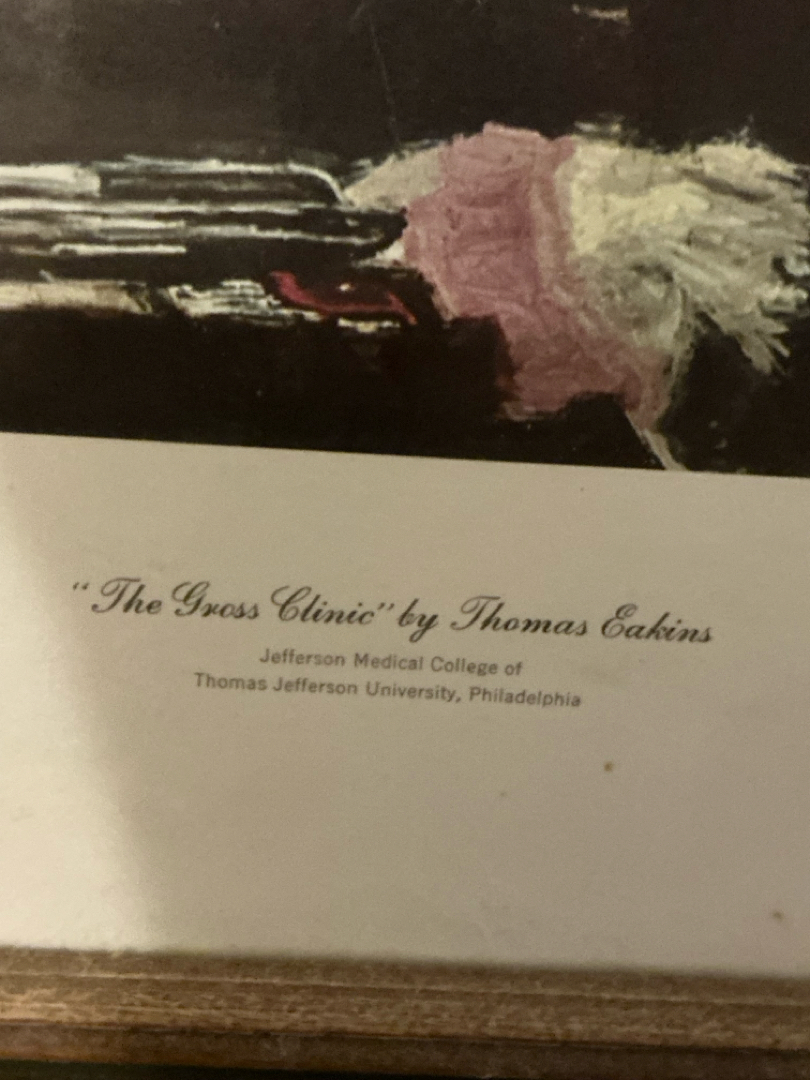 “The Gross Clinic” by Thomas Eakins
Jefferson Medical College of
Thomas Jefferson University, Philadelphia